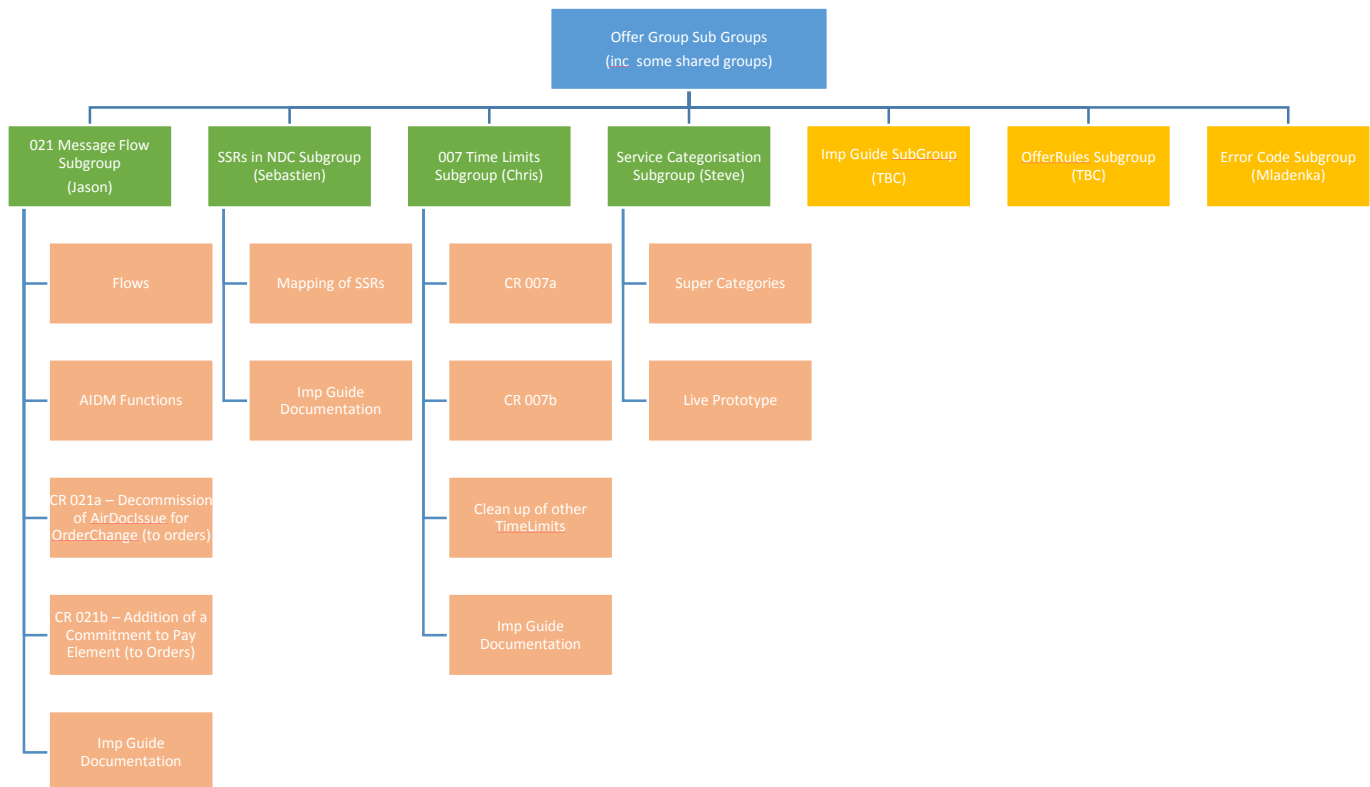 Offer Group Sub Groups
(inc  some shared groups)
021 Message Flow
Subgroup
(Jason)
SSRs in NDC Subgroup
(Sebastien)
007 Time Limits
Subgroup (Chris)
Service Categorisation
Subgroup (Steve)
Imp Guide SubGroup
(TBC)
OfferRules Subgroup
(TBC)
Error Code Subgroup
(Mladenka)
Flows
AIDM Functions
CR 021a – Decommission
of AirDocIssue for
OrderChange (to orders)
CR 021b – Addition of a
Commitment to Pay
Element (to Orders)
Imp Guide
Documentation
Mapping of SSRs
Imp Guide
Documentation
CR 007a
CR 007b
Clean up of other
TimeLimits
Imp Guide
Documentation
Super Categories
Live Prototype